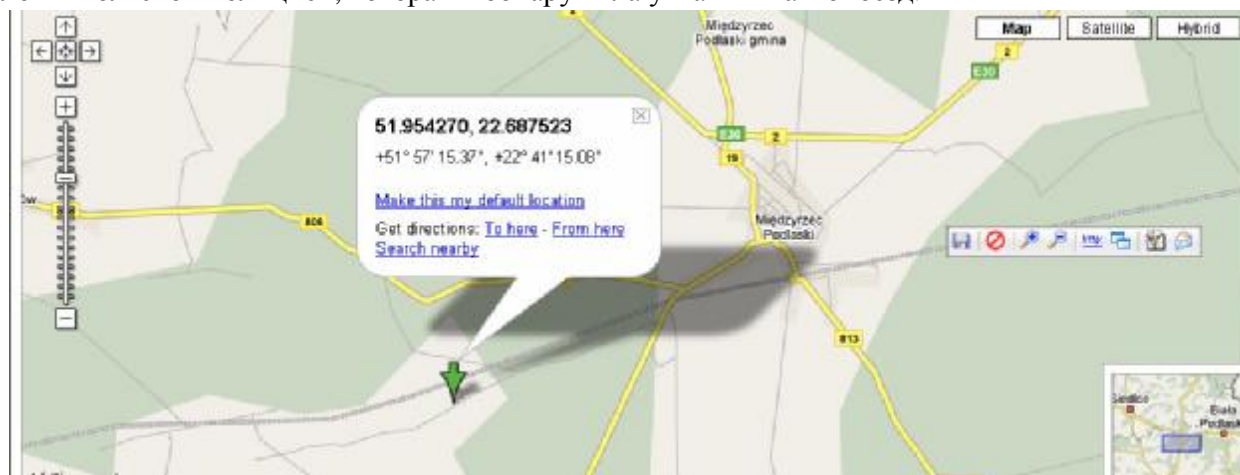 Międzyrzec
Podlaski gmina
Map Satellite Hybrid
2
E30
51.954270, 22.687523
+51° 57' 15.37", +22° 41' 15.08"
E30 2
19
Make this my default location
806
Międzyrzec
Podlaski
Get directions: To here - From here
Search nearby
813
Siedlce
Biała
Podlaska